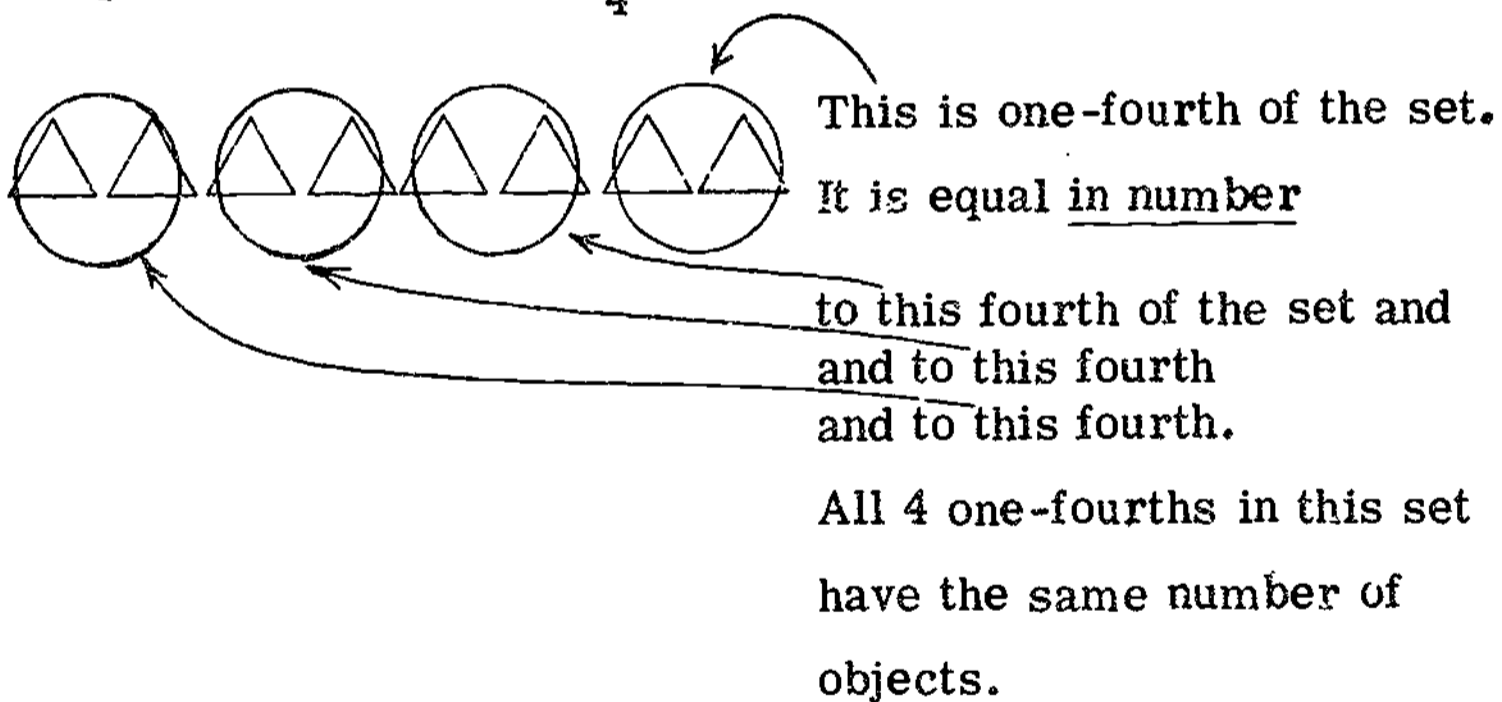 4
This is one-fourth of the set.
It is equal in number
to this fourth of the set and
and to this fourth
and to this fourth.
All 4 one-fourths in this set
have the same number of
objects.